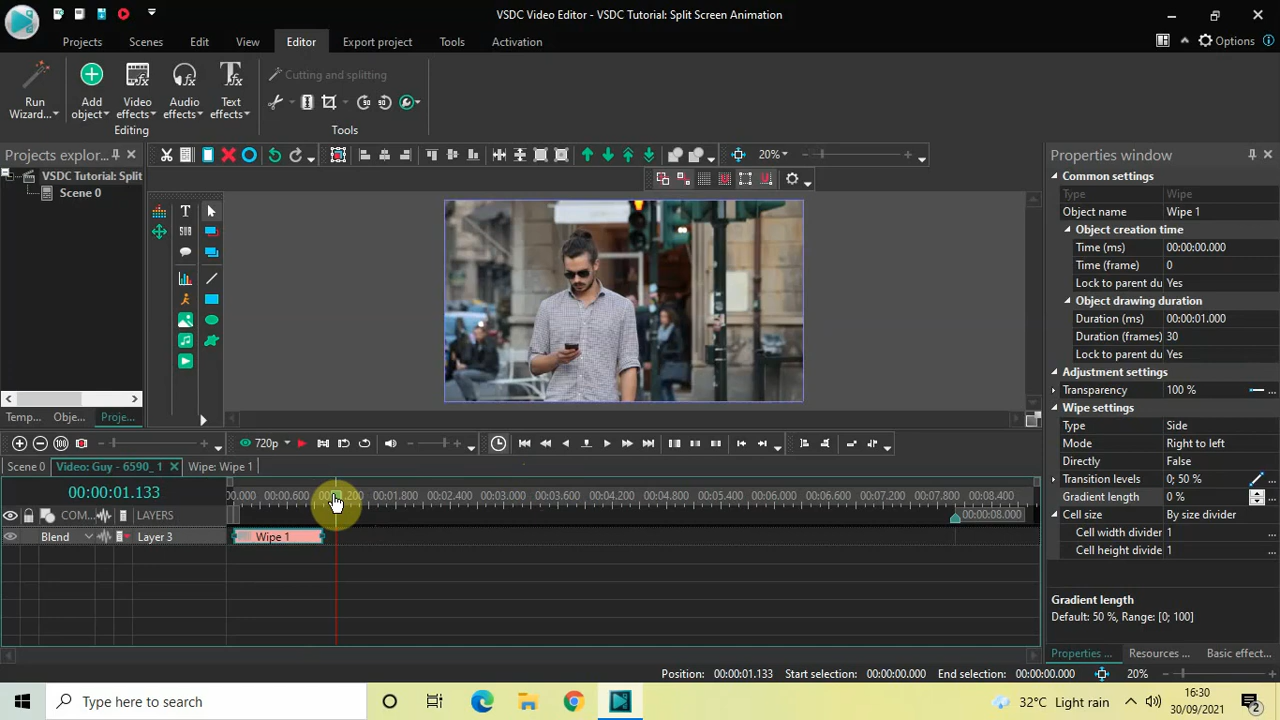 VSDC Video Editor - VSDC Tutorial: Split Screen Animation
Projects Scenes Edit View Editor Export project Tools Activation Options
Run Wizard...
Add object
Video effects
Audio effects
Text effects
Editing
Cutting and splitting
Tools
Projects explor...
VSDC Tutorial: Split
Scene 0
20%
Temp... Obje... Proje...
Properties window
Common settings
Type Wipe
Object name Wipe 1
Object creation time
Time (ms) 00:00:00.000
Time (frame) 0
Lock to parent du Yes
Object drawing duration
Duration (ms) 00:00:01.000
Duration (frames) 30
Lock to parent du Yes
Adjustment settings
Transparency 100 %
Wipe settings
Type Side
Mode Right to left
Directly False
Transition levels 0; 50 %
Gradient length 0 %
Cell size By size divider
Cell width divider 1
Cell height divide 1
Gradient length
Default: 50 %, Range: [0; 100]
Properties ... Resources ... Basic effect...
720p
Scene 0 Video: Guy - 6590_ 1 Wipe: Wipe 1
00:00:01.133
00:00.600 00:01.800 00:02.400 00:03.000 00:03.600 00:04.200 00:04.800 00:05.400 00:06.000 00:06.600 00:07.200 00:07.800 00:08.400
COM... LAYERS
00:00:08.000
Blend Layer 3 Wipe 1
Position: 00:00:01.133 Start selection: 00:00:00.000 End selection: 00:00:00.000 20%
Type here to search
32°C Light rain
16:30
30/09/2021
2